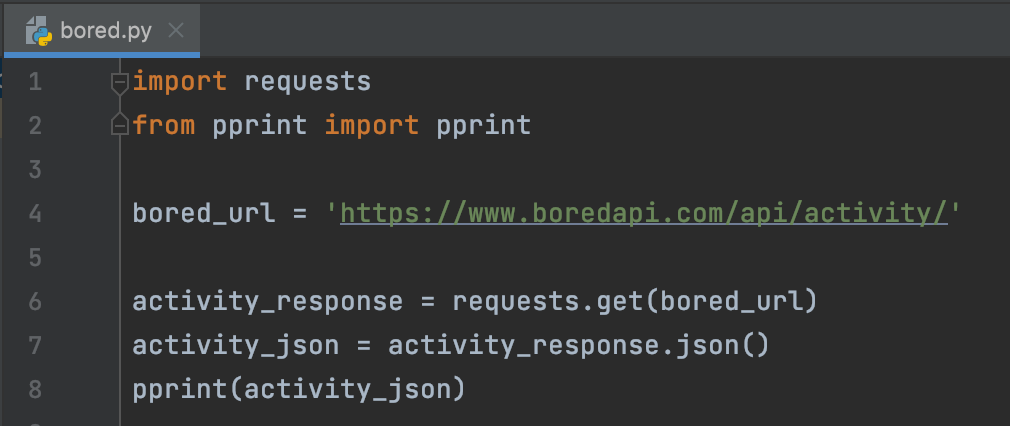 bored.py
1 import requests
2 from pprint import pprint
3
4 bored_url = 'https://www.boredapi.com/api/activity/'
5
6 activity_response = requests.get(bored_url)
7 activity_json = activity_response.json()
8 pprint(activity_json)